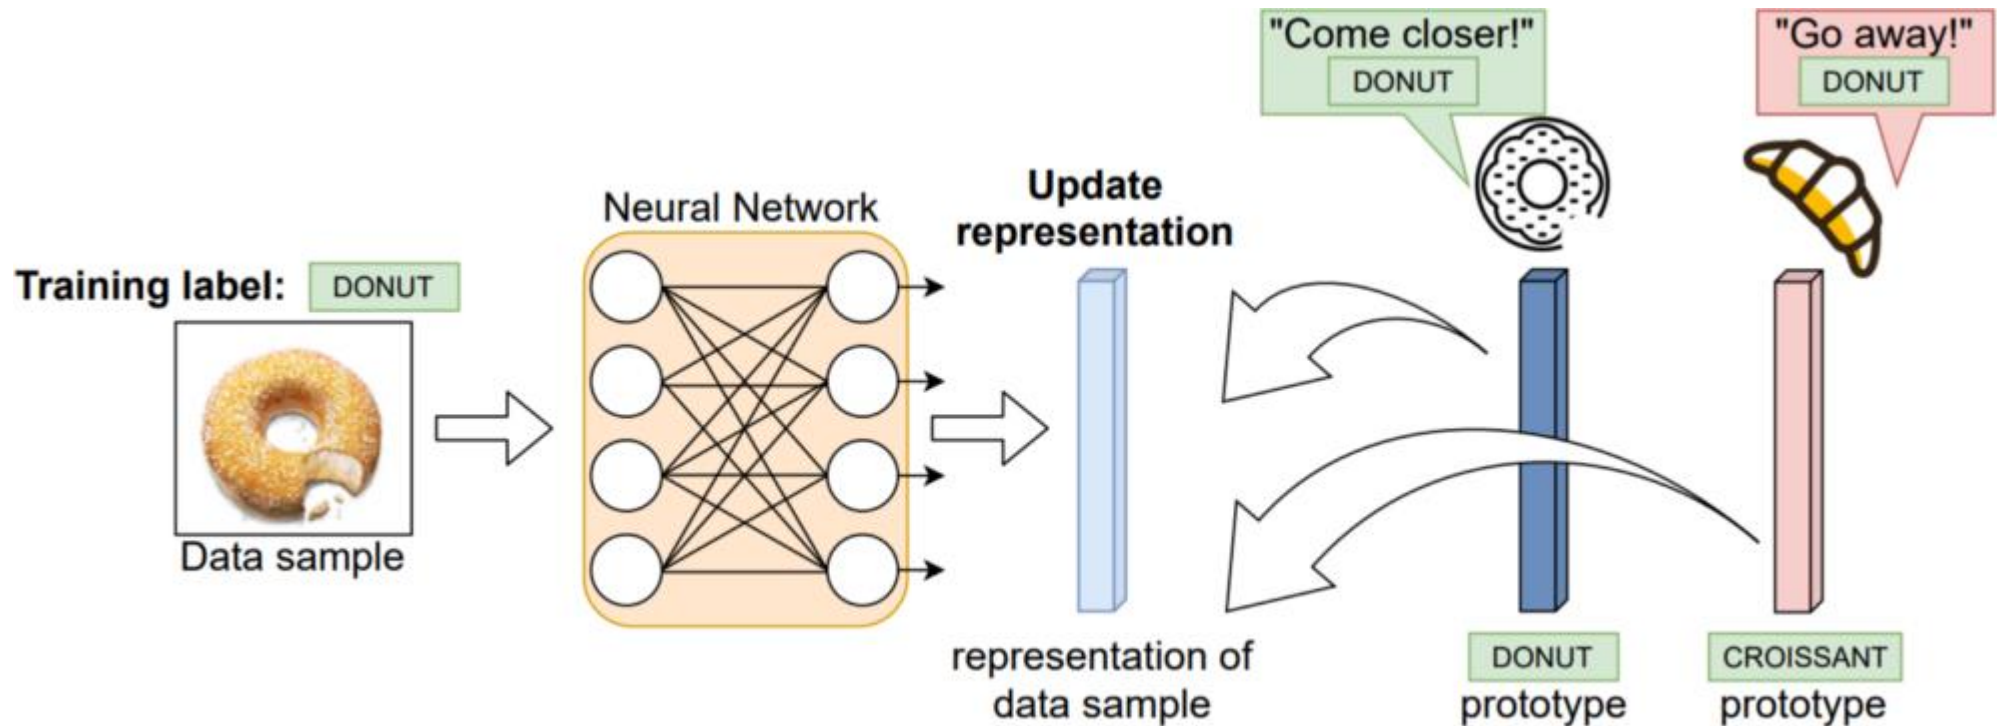 "Come closer!"
DONUT
"Go away!"
DONUT
Update
representation
Neural Network
Training label:
DONUT
Data sample
representation of
data sample
DONUT
prototype
CROISSANT
prototype